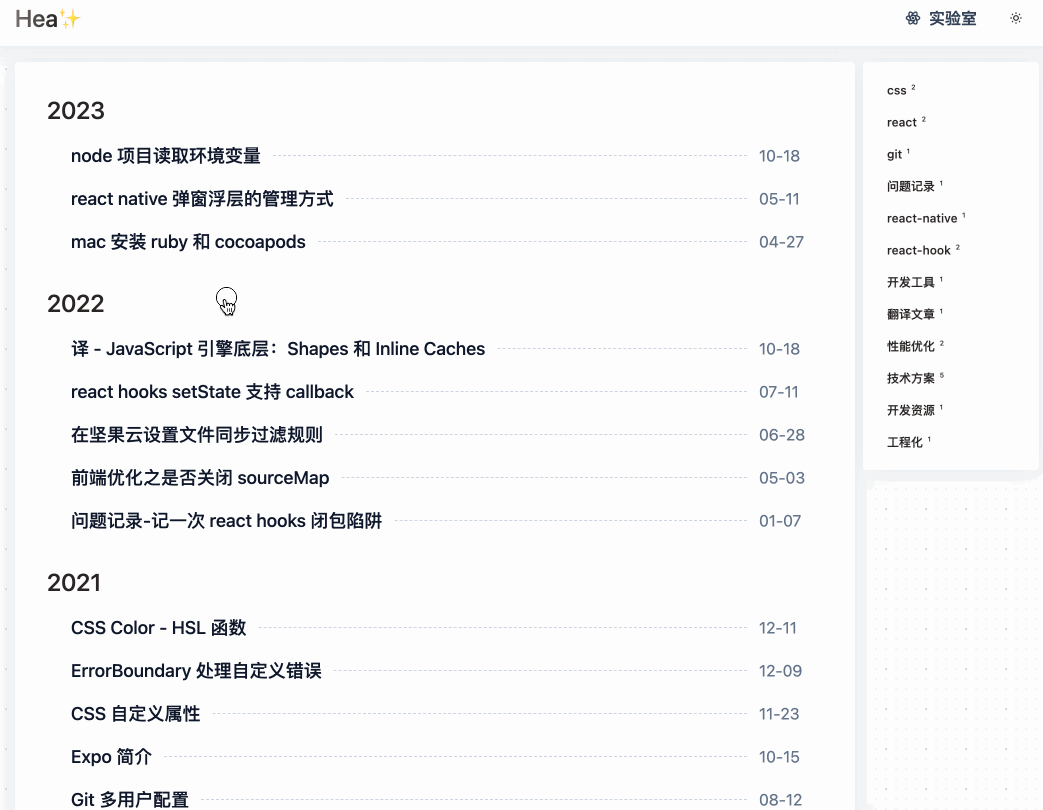 Hea✨
实验室
2023
node 项目读取环境变量 10-18
react native 弹窗浮层的管理方式 05-11
mac 安装 ruby 和 cocoapods 04-27
2022
译 - JavaScript 引擎底层：Shapes 和 Inline Caches 10-18
react hooks setState 支持 callback 07-11
在坚果云设置文件同步过滤规则 06-28
前端优化之是否关闭 sourceMap 05-03
问题记录-记一次 react hooks 闭包陷阱 01-07
2021
CSS Color - HSL 函数 12-11
ErrorBoundary 处理自定义错误 12-09
CSS 自定义属性 11-23
Expo 简介 10-15
Git 多用户配置 08-12
css 2
react 2
git 1
问题记录 1
react-native 1
react-hook 2
开发工具 1
翻译文章 1
性能优化 2
技术方案 5
开发资源 1
工程化 1